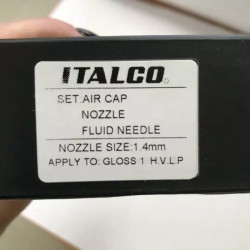 ITALCO®
SET:AIR CAP
NOZZLE
FLUID NEEDLE
NOZZLE SIZE:1.4mm
APPLY TO: GLOSS 1 H.V.L.P